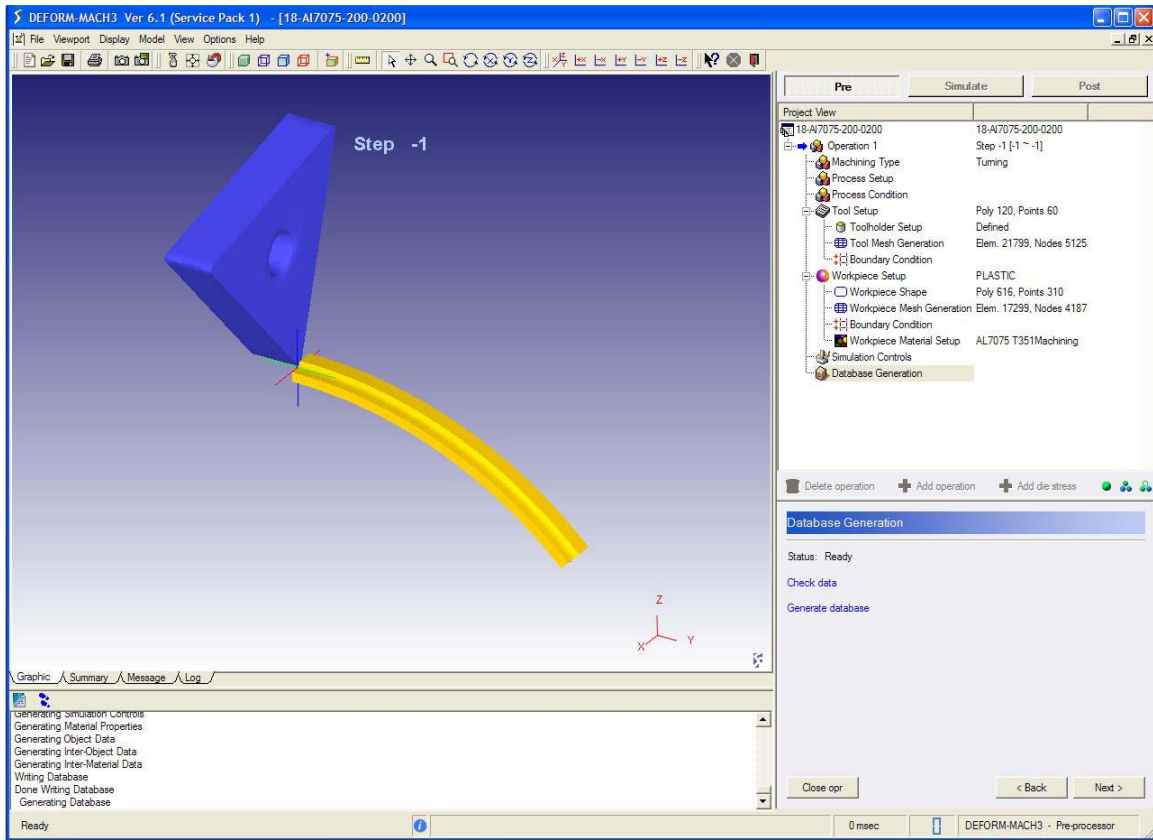 DEFORM-MACH3 Ver 6.1 (Service Pack 1) - [18-Al7075-200-0200]
File Viewport Display Model View Options Help
Step -1
Z
X
Y
Graphic Summary Message Log
Generating Simulation Controls
Generating Material Properties
Generating Object Data
Generating Inter-Object Data
Generating Inter-Material Data
Writing Database
Done Writing Database
Generating Database
Pre Simulate Post
Project View
18-Al7075-200-0200 18-Al7075-200-0200
Operation 1 Step -1 [-1 ~ -1]
Machining Type Turning
Process Setup
Process Condition
Tool Setup Poly 120, Points 60
Toolholder Setup Defined
Tool Mesh Generation Elem. 21799, Nodes 5125
Boundary Condition
Workpiece Setup PLASTIC
Workpiece Shape Poly 616, Points 310
Workpiece Mesh Generation Elem. 17299, Nodes 4187
Boundary Condition
Workpiece Material Setup AL7075 T351Machining
Simulation Controls
Database Generation
Delete operation Add operation Add die stress
Database Generation
Status: Ready
Check data
Generate database
Close opr < Back Next >
Ready 0 msec DEFORM-MACH3 - Pre-processor